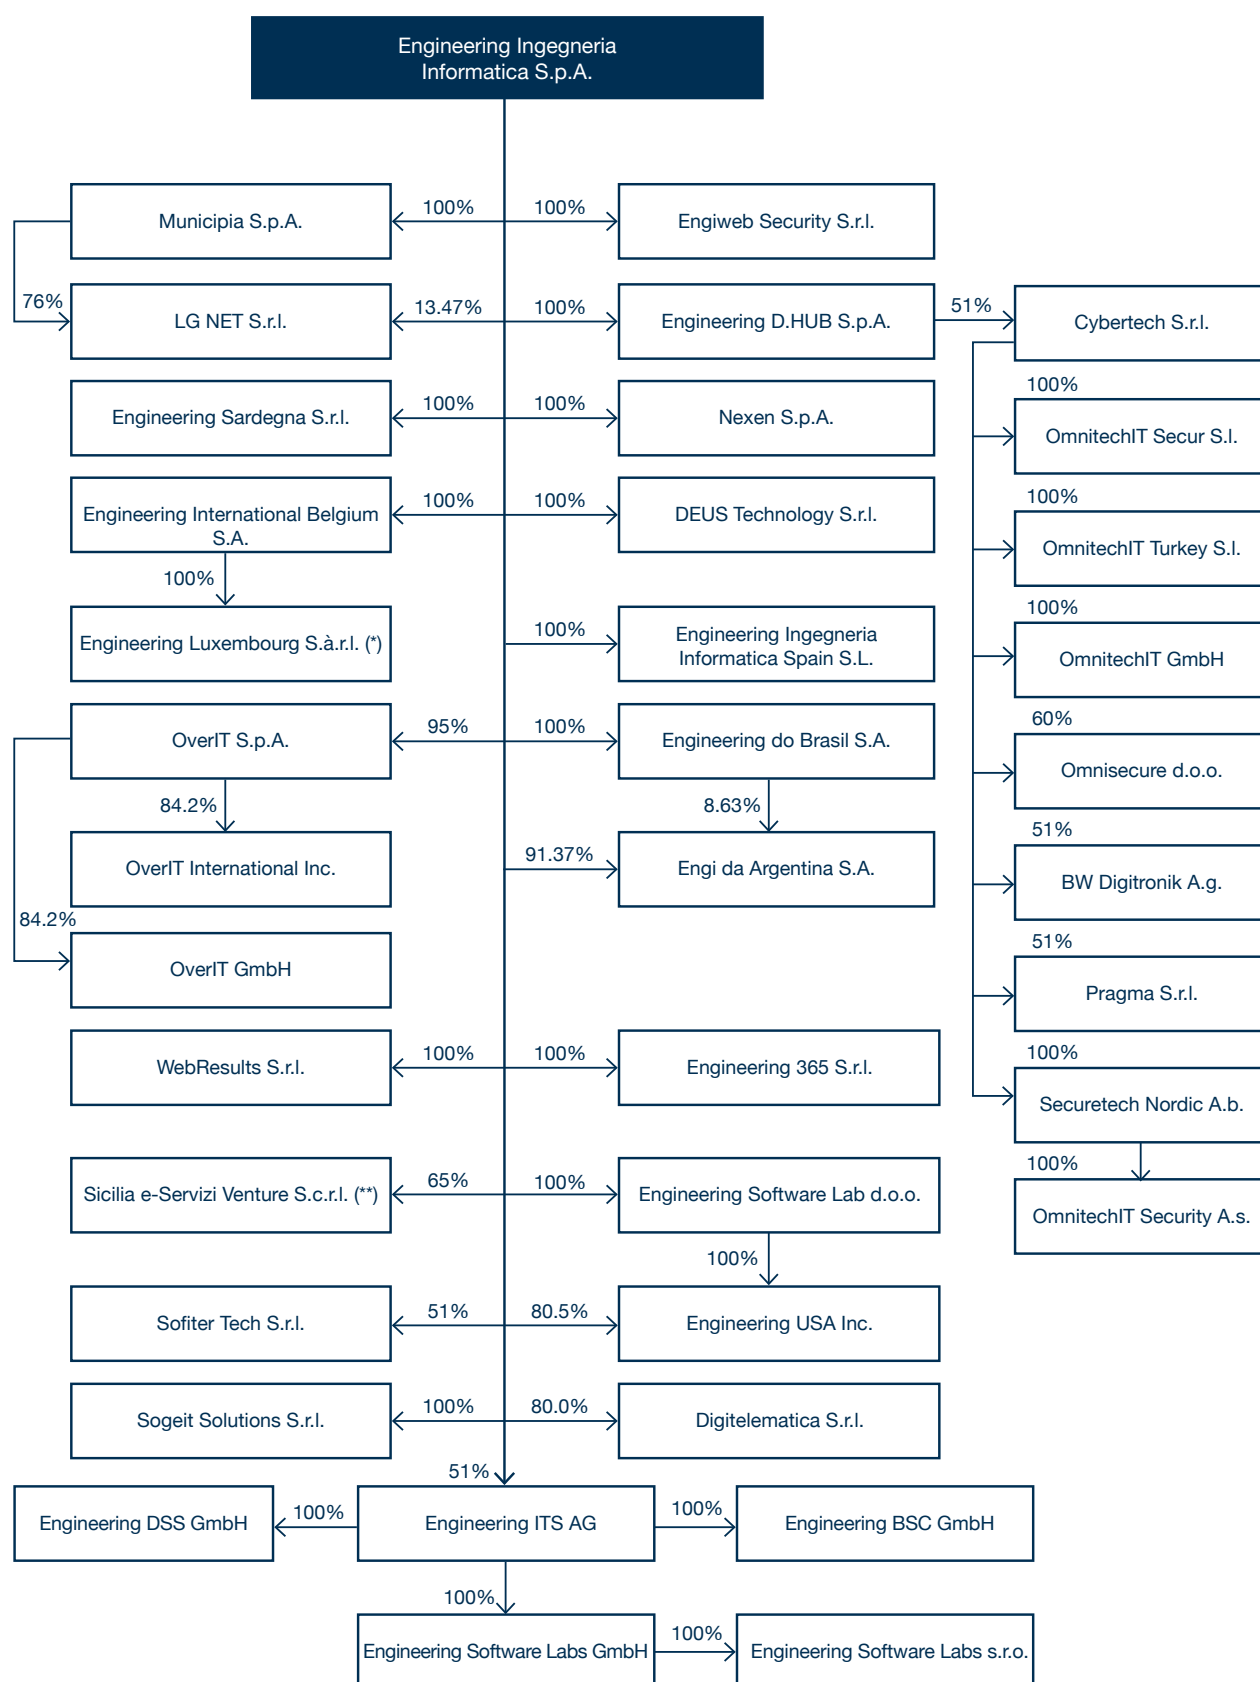 Engineering Ingegneria
Informatica S.p.A.
Municipia S.p.A.
100%
100%
Engiweb Security S.r.l.
76%
LG NET S.r.l.
13.47%
100%
Engineering D.HUB S.p.A.
51%
Cybertech S.r.l.
Engineering Sardegna S.r.l.
100%
100%
Nexen S.p.A.
100%
OmnitechIT Secur S.l.
Engineering International Belgium
S.A.
100%
100%
DEUS Technology S.r.l.
100%
OmnitechIT Turkey S.l.
100%
Engineering Luxembourg S.à.r.l. (*)
100%
Engineering Ingegneria
Informatica Spain S.L.
100%
OmnitechIT GmbH
OverIT S.p.A.
95%
100%
Engineering do Brasil S.A.
60%
Omnisecure d.o.o.
84.2%
8.63%
OverIT International Inc.
91.37%
Engi da Argentina S.A.
51%
BW Digitronik A.g.
84.2%
OverIT GmbH
51%
Pragma S.r.l.
WebResults S.r.l.
100%
100%
Engineering 365 S.r.l.
100%
Securetech Nordic A.b.
Sicilia e-Servizi Venture S.c.r.l. (**)
65%
100%
Engineering Software Lab d.o.o.
100%
OmnitechIT Security A.s.
100%
Sofiter Tech S.r.l.
51%
80.5%
Engineering USA Inc.
Sogeit Solutions S.r.l.
100%
80.0%
Digitelematica S.r.l.
51%
Engineering DSS GmbH
100%
Engineering ITS AG
100%
Engineering BSC GmbH
100%
Engineering Software Labs GmbH
100%
Engineering Software Labs s.r.o.